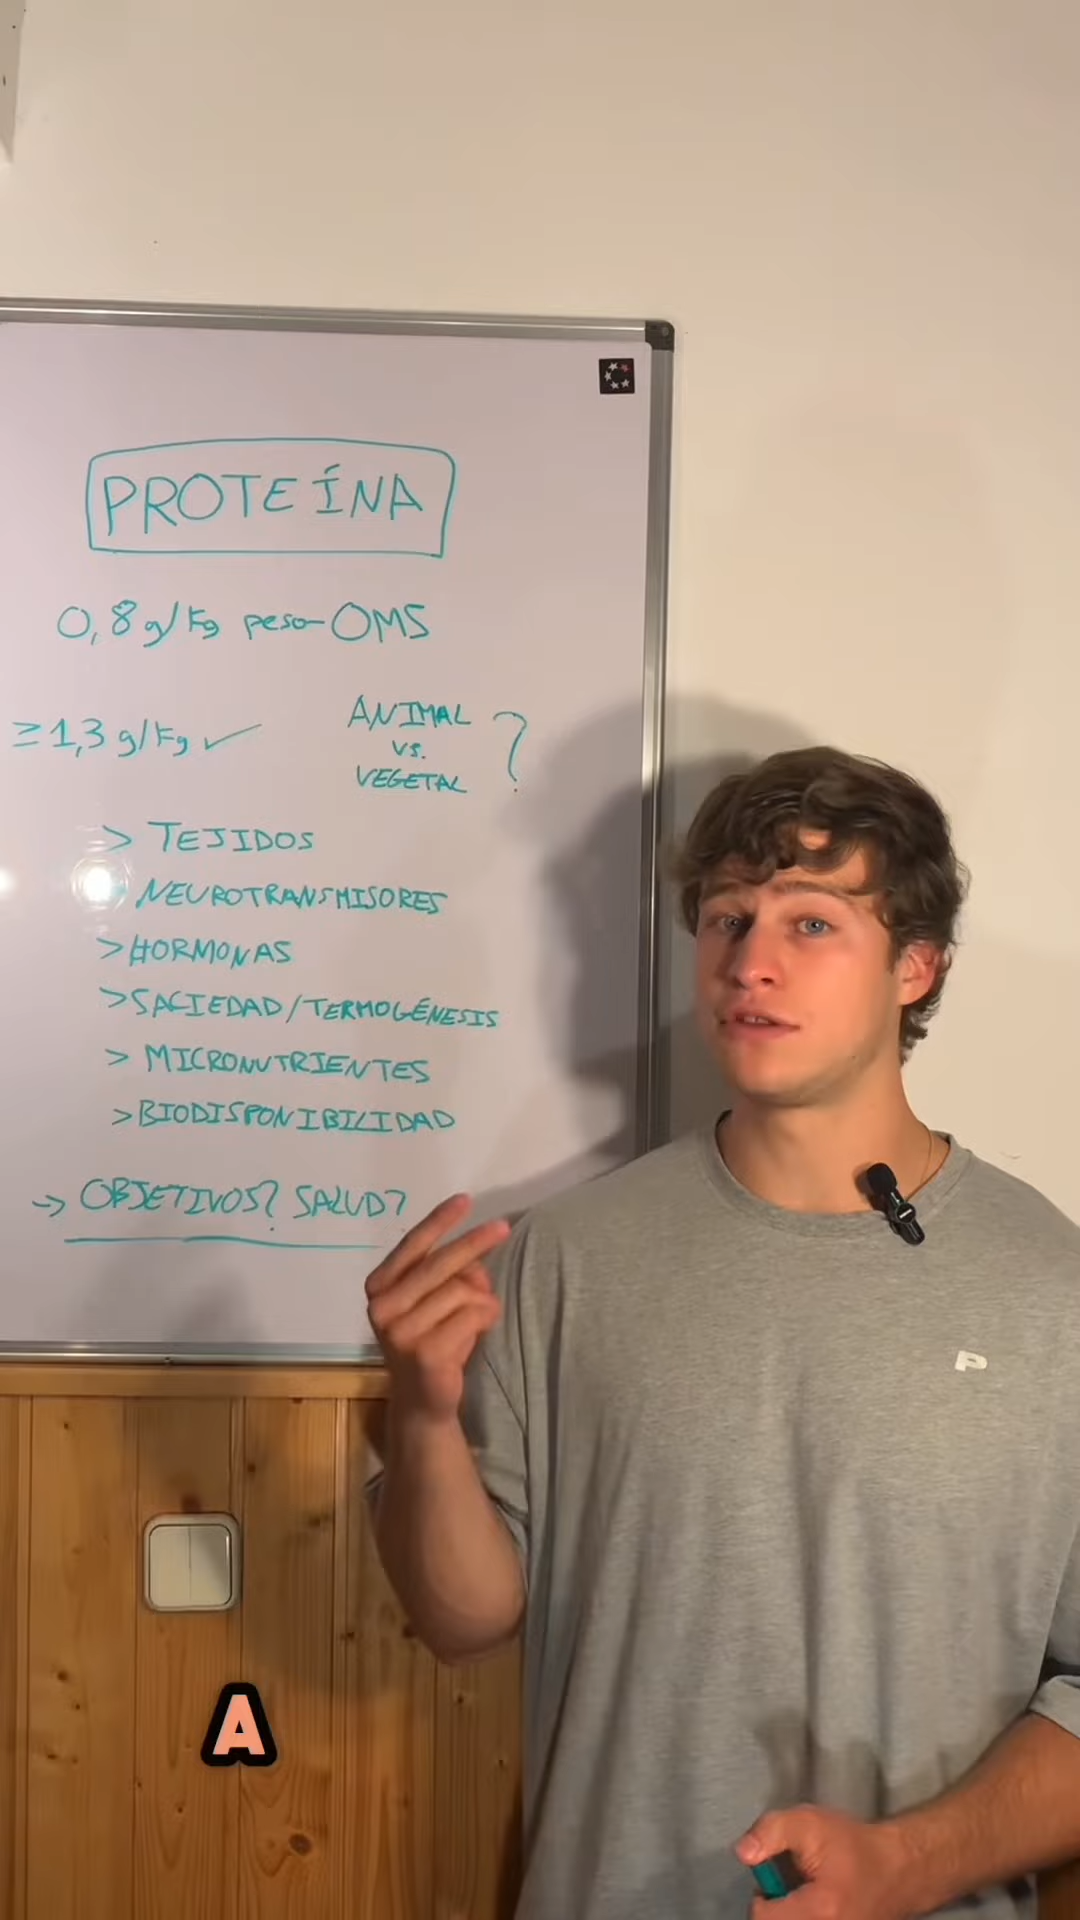 PROTEÍNA
0,8 g/Kg peso-OMS
≥1,3 g/Kg ✓
ANIMAL
vs.
VEGETAL ?
> TEJIDOS
> NEUROTRANSMISORES
> HORMONAS
> SACIEDAD/TERMOGÉNESIS
> MICRONUTRIENTES
> BIODISPONIBILIDAD
→ OBJETIVOS? SALUD?
P
A